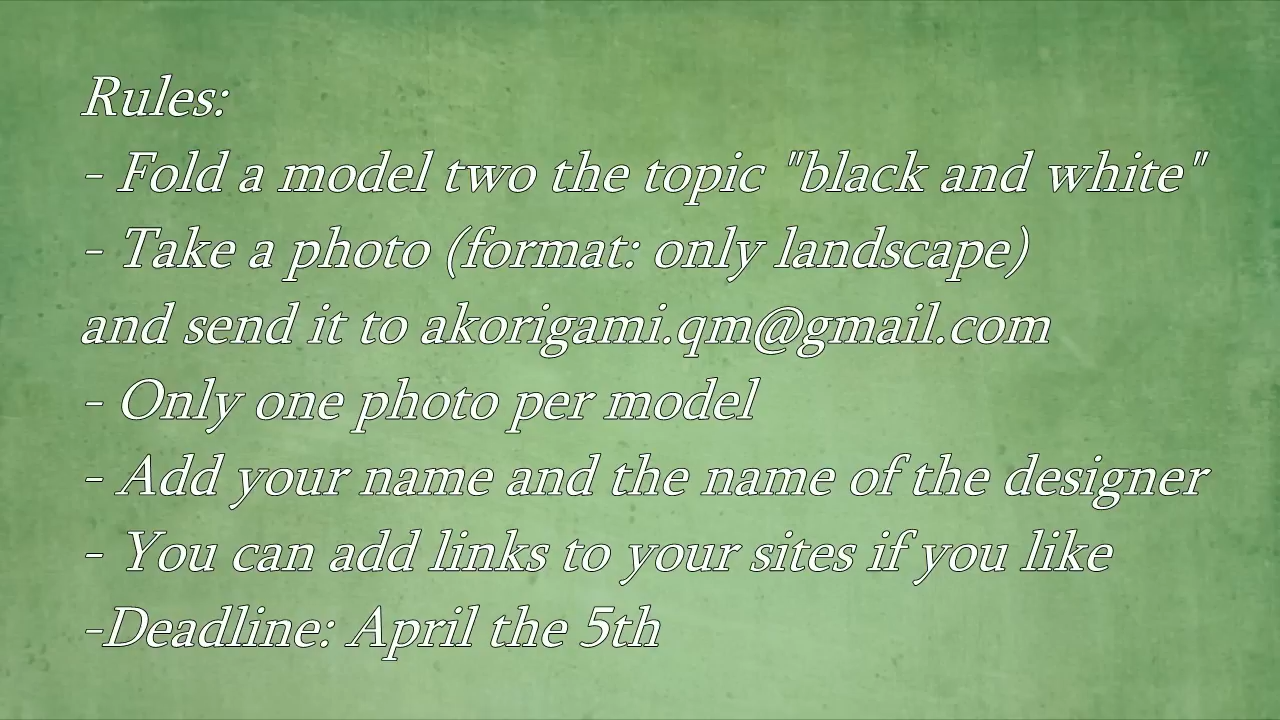 Rules:
- Fold a model two the topic "black and white"
- Take a photo (format: only landscape)
and send it to akorigami.qm@gmail.com
- Only one photo per model
- Add your name and the name of the designer
- You can add links to your sites if you like
-Deadline: April the 5th